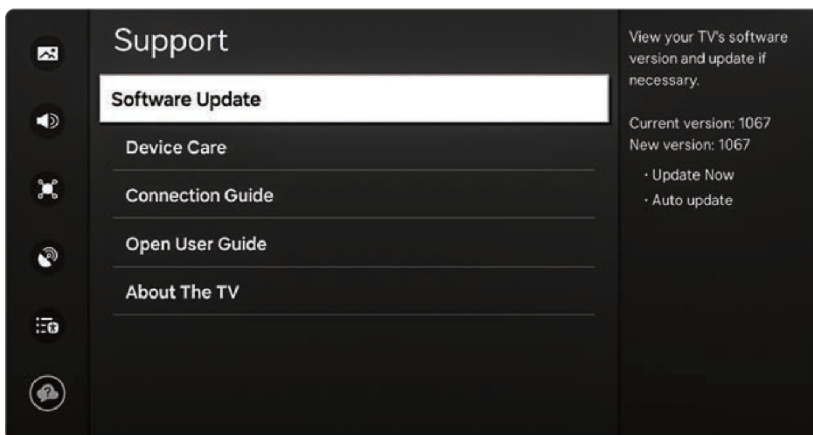 Support
Software Update
Device Care
Connection Guide
Open User Guide
About The TV
View your TV's software
version and update if
necessary.
Current version: 1067
New version: 1067
· Update Now
· Auto update